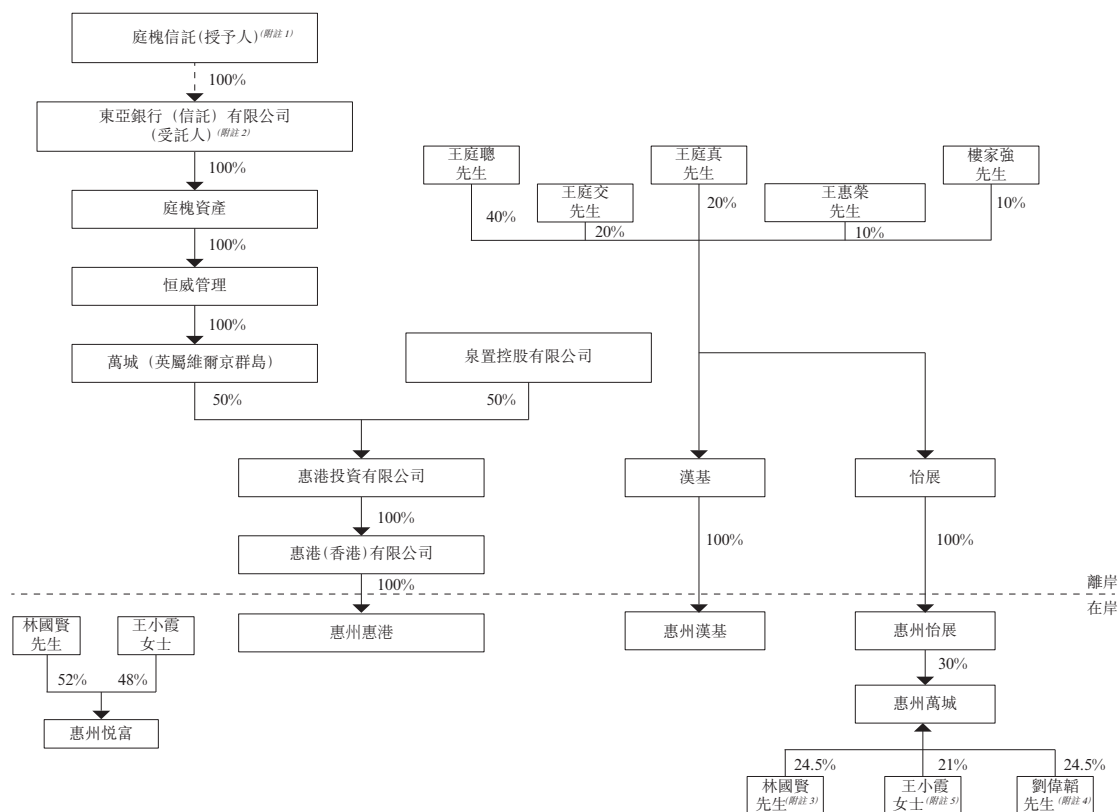 庭槐信託(授予人)(附註 1)
100%
東亞銀行（信託）有限公司
(受託人)(附註 2)
100%
庭槐資產
100%
恒威管理
100%
萬城（英屬維爾京群島）
50%
泉置控股有限公司
50%
王庭聰
先生
40%
王庭交
先生
20%
王庭真
先生
20%
王惠榮
先生
10%
樓家強
先生
10%
惠港投資有限公司
100%
惠港(香港)有限公司
100%
漢基
100%
怡展
100%
離岸
在岸
惠州惠港
惠州漢基
惠州怡展
30%
惠州萬城
林國賢
先生
52%
王小霞
女士
48%
惠州悦富
24.5%
21%
24.5%
林國賢
先生(附註 3)
王小霞
女士(附註 5)
劉偉韜
先生(附註 4)